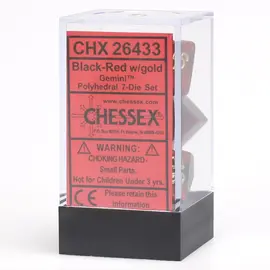 CHX 26433
Black-Red w/gold
Gemini™
Polyhedral 7-Die Set
www.chessex.com
CHESSEX®
WARNING:
CHOKING HAZARD-
Small Parts.
Not for Children Under 3 yrs.
Please retain this
information